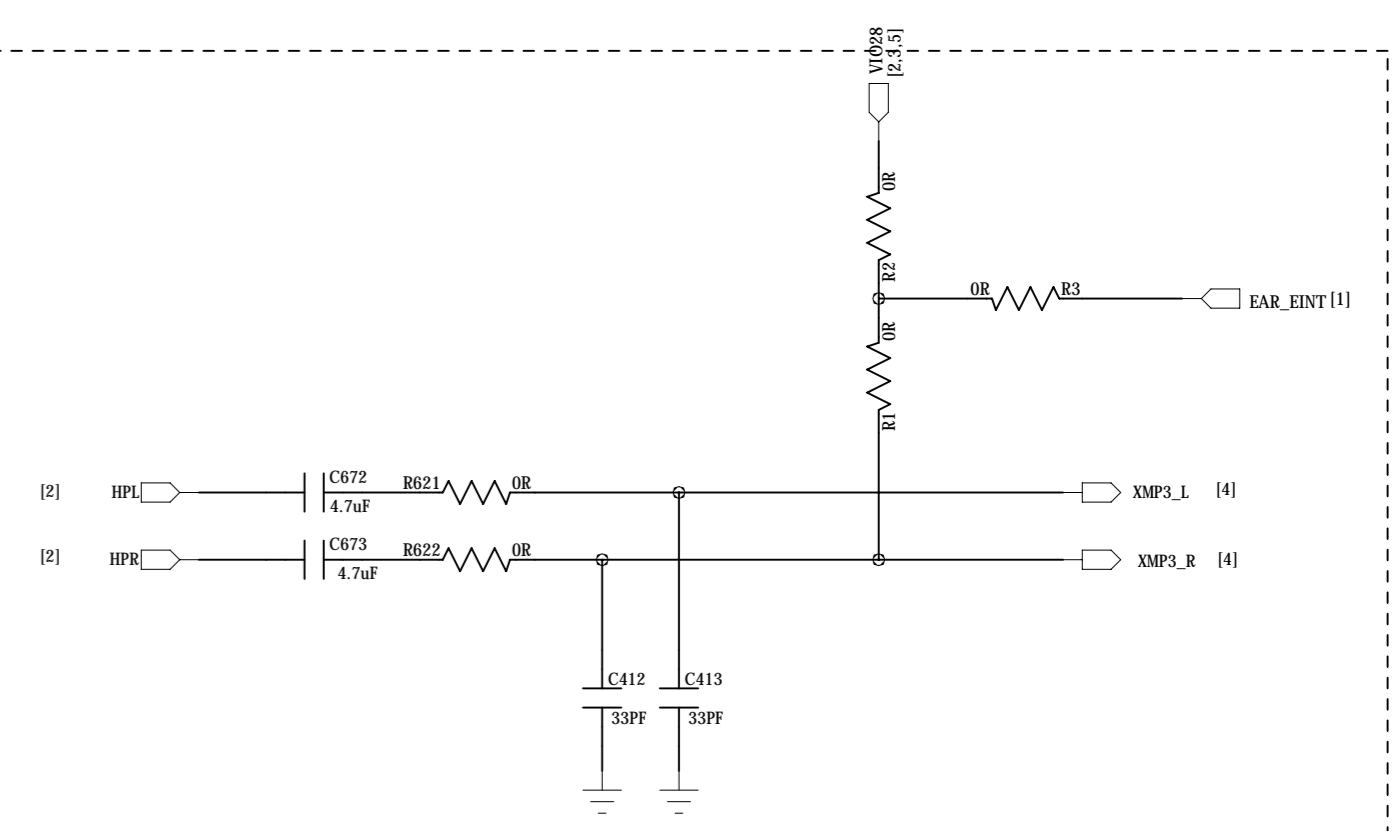 VIO28
[2,3,5]
0R
R2
0R R3
EAR_EINT [1]
0R
R1
[2] HPL
C672
4.7uF
R621 0R
XMP3_L [4]
[2] HPR
C673
4.7uF
R622 0R
XMP3_R [4]
C412
33PF
C413
33PF